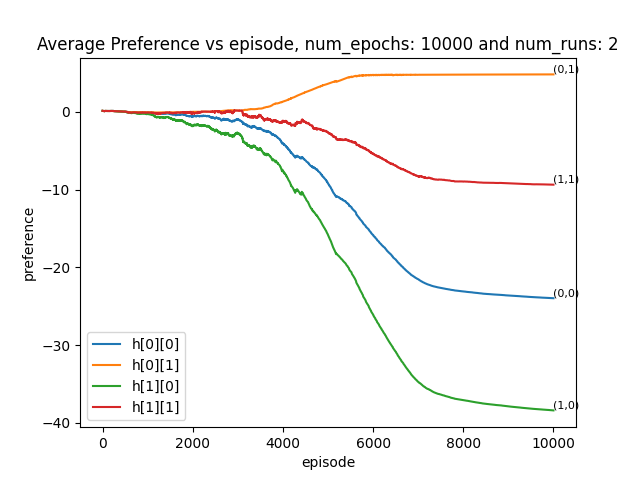 Average Preference vs episode, num_epochs: 10000 and num_runs: 2
preference
0
−10
−20
−30
−40
(0,1)
(1,1)
(0,0)
(1,0)
h[0][0]
h[0][1]
h[1][0]
h[1][1]
0 2000 4000 6000 8000 10000
episode